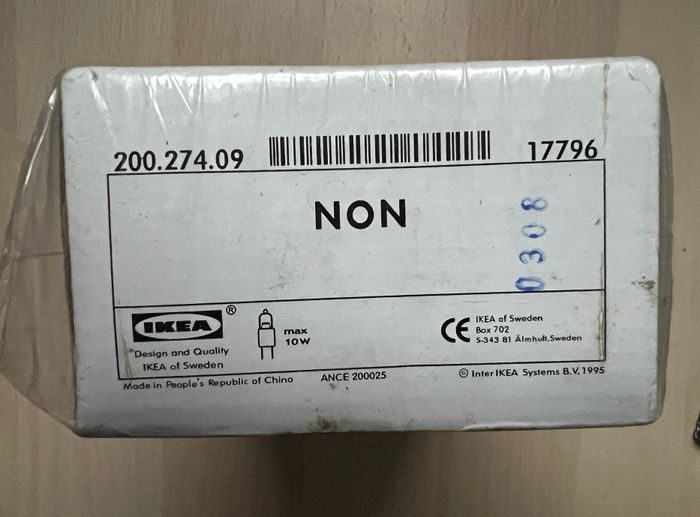 200.274.09
17796
NON
0308
IKEA®
Design and Quality
IKEA of Sweden
max
10W
CE
IKEA of Sweden
Box 702
S-343 81 Älmhult, Sweden
Made in People's Republic of China
ANCE 200025
© Inter IKEA Systems B.V. 1995